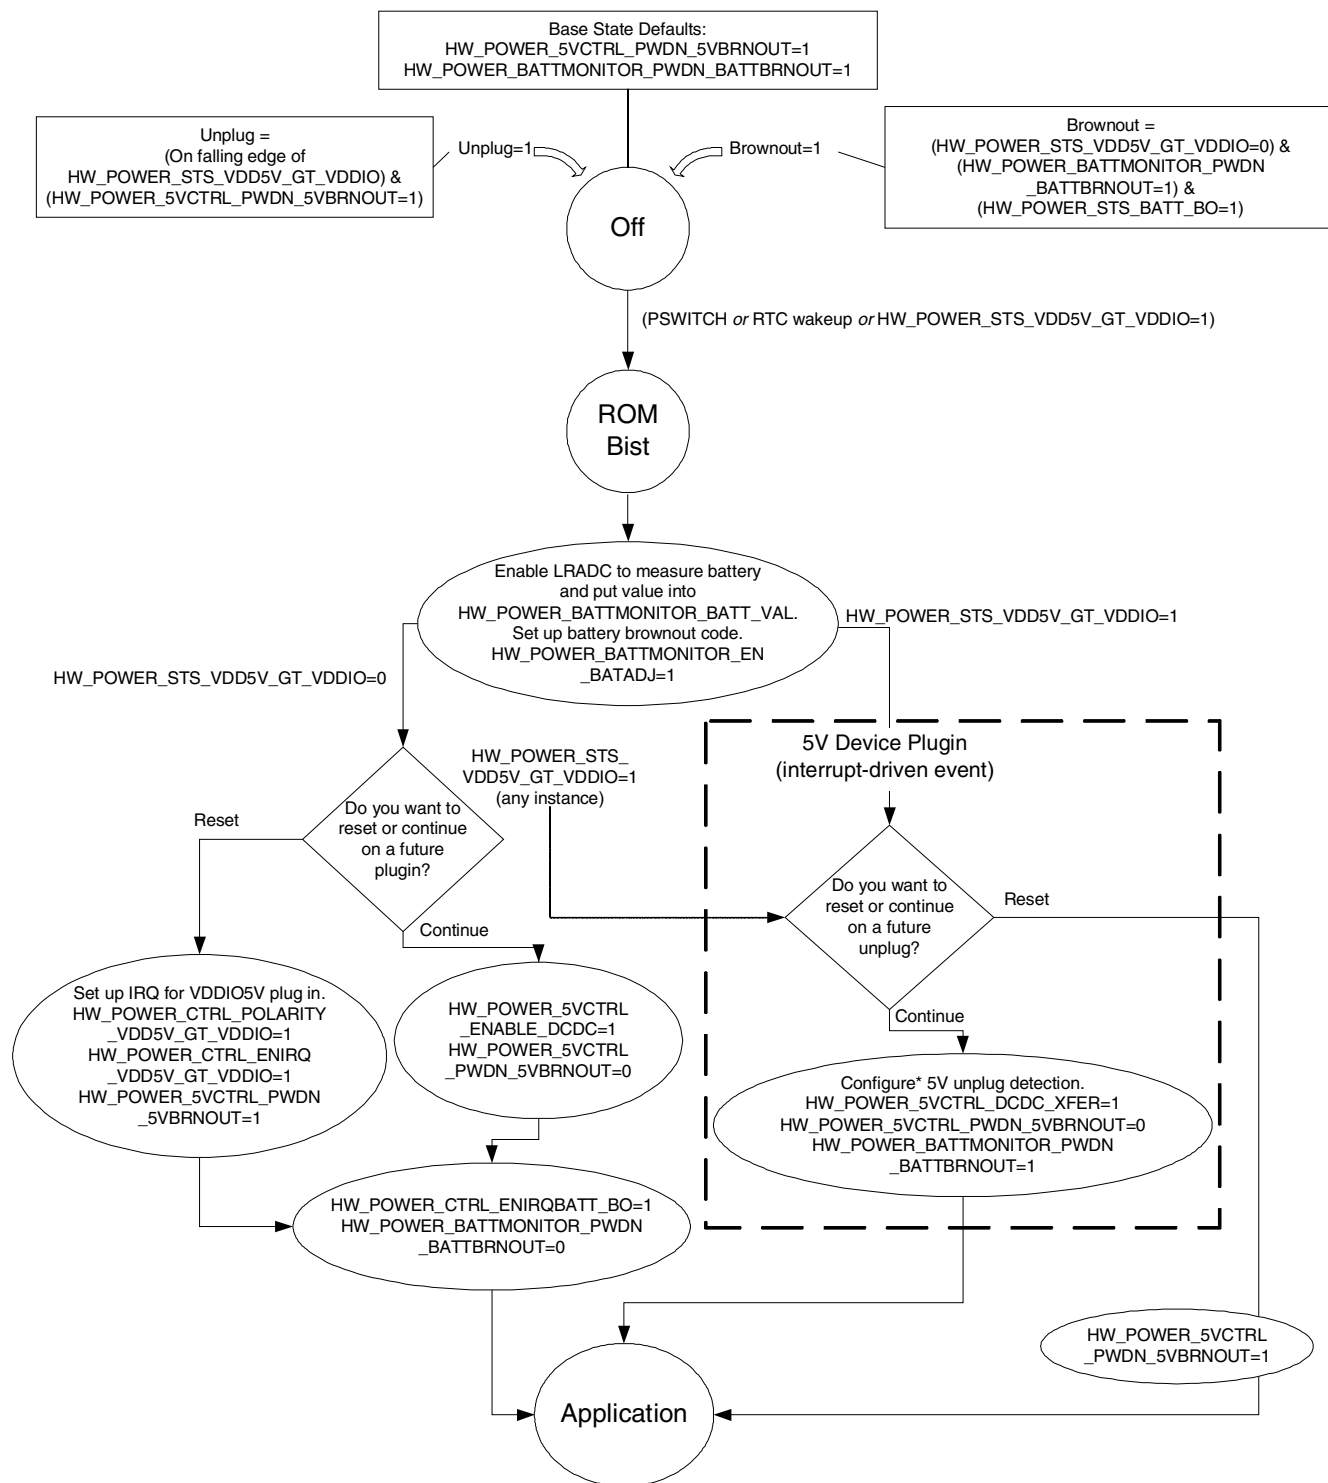 Base State Defaults:
HW_POWER_5VCTRL_PWDN_5VBRNOUT=1
HW_POWER_BATTMONITOR_PWDN_BATTBRNOUT=1
Unplug =
(On falling edge of
HW_POWER_STS_VDD5V_GT_VDDIO) &
(HW_POWER_5VCTRL_PWDN_5VBRNOUT=1)
Unplug=1
Brownout=1
Brownout =
(HW_POWER_STS_VDD5V_GT_VDDIO=0) &
(HW_POWER_BATTMONITOR_PWDN
_BATTBRNOUT=1) &
(HW_POWER_STS_BATT_BO=1)
Off
(PSWITCH or RTC wakeup or HW_POWER_STS_VDD5V_GT_VDDIO=1)
ROM
Bist
Enable LRADC to measure battery
and put value into
HW_POWER_BATTMONITOR_BATT_VAL.
Set up battery brownout code.
HW_POWER_BATTMONITOR_EN
_BATADJ=1
HW_POWER_STS_VDD5V_GT_VDDIO=1
HW_POWER_STS_VDD5V_GT_VDDIO=0
HW_POWER_STS_
VDD5V_GT_VDDIO=1
(any instance)
5V Device Plugin
(interrupt-driven event)
Reset
Do you want to
reset or continue
on a future
plugin?
Continue
Do you want to
reset or continue
on a future
unplug?
Reset
Continue
Set up IRQ for VDDIO5V plug in.
HW_POWER_CTRL_POLARITY
_VDD5V_GT_VDDIO=1
HW_POWER_CTRL_ENIRQ
_VDD5V_GT_VDDIO=1
HW_POWER_5VCTRL_PWDN
_5VBRNOUT=1
HW_POWER_5VCTRL
_ENABLE_DCDC=1
HW_POWER_5VCTRL
_PWDN_5VBRNOUT=0
Configure* 5V unplug detection.
HW_POWER_5VCTRL_DCDC_XFER=1
HW_POWER_5VCTRL_PWDN_5VBRNOUT=0
HW_POWER_BATTMONITOR_PWDN
_BATTBRNOUT=1
HW_POWER_CTRL_ENIRQBATT_BO=1
HW_POWER_BATTMONITOR_PWDN
_BATTBRNOUT=0
HW_POWER_5VCTRL
_PWDN_5VBRNOUT=1
Application